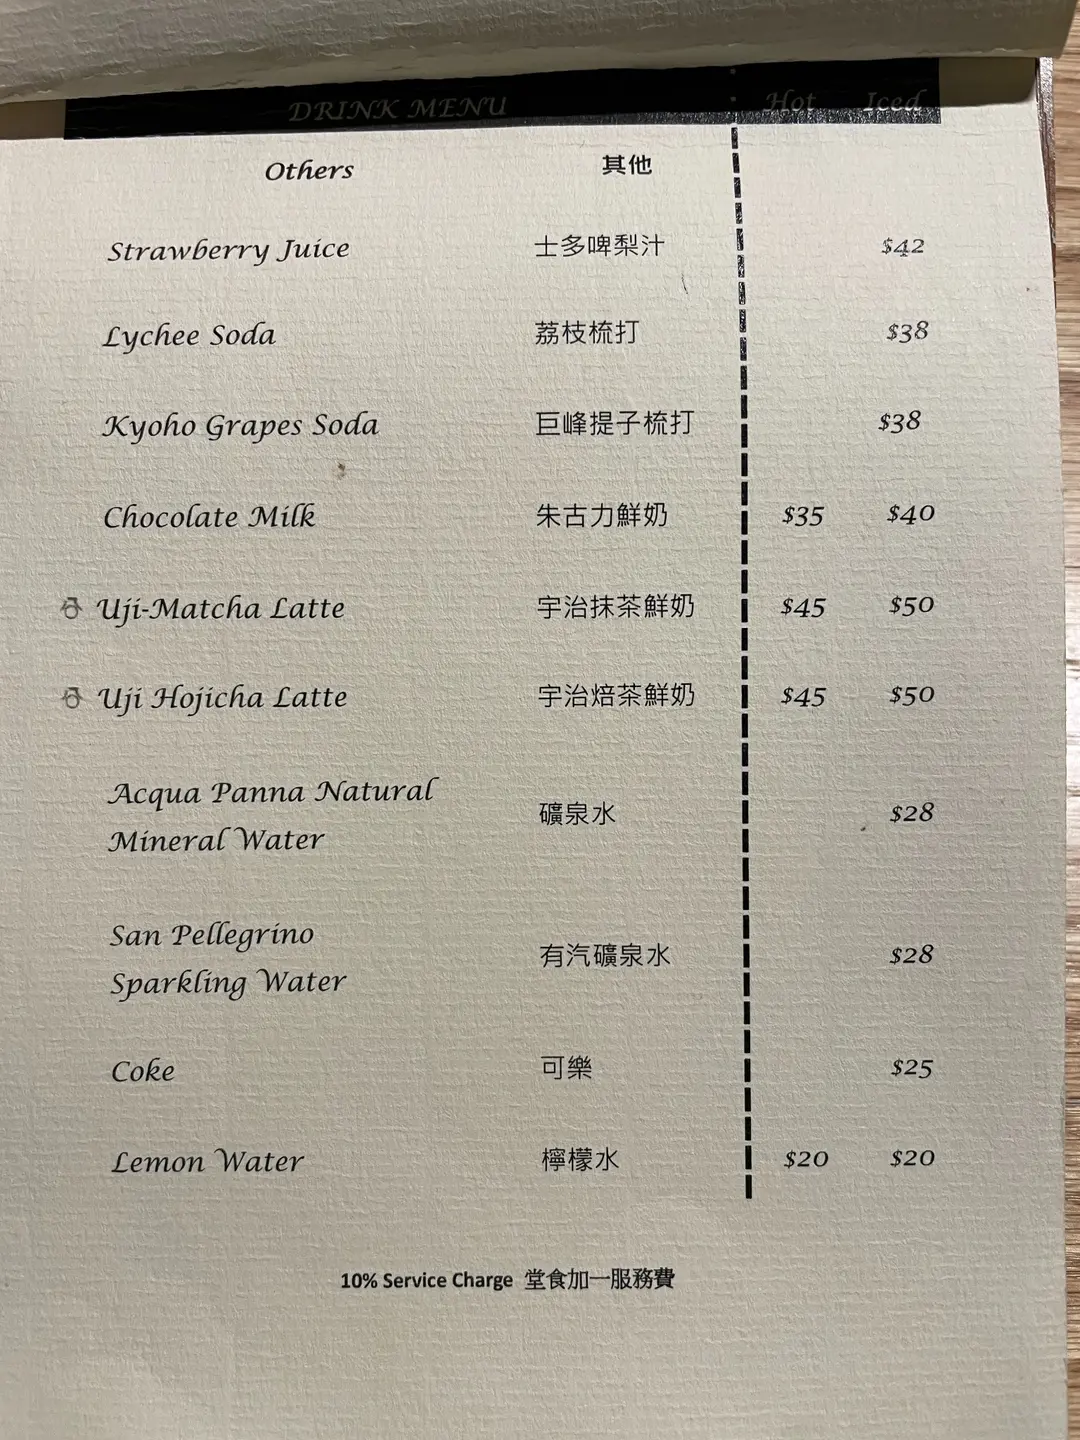 DRINK MENU Hot Iced
Others 其他
Strawberry Juice 士多啤梨汁 $42
Lychee Soda 荔枝梳打 $38
Kyoho Grapes Soda 巨峰提子梳打 $38
Chocolate Milk 朱古力鮮奶 $35 $40
Uji-Matcha Latte 宇治抹茶鮮奶 $45 $50
Uji Hojicha Latte 宇治焙茶鮮奶 $45 $50
Acqua Panna Natural
Mineral Water 礦泉水 $28
San Pellegrino
Sparkling Water 有汽礦泉水 $28
Coke 可樂 $25
Lemon Water 檸檬水 $20 $20
10% Service Charge 堂食加一服務費